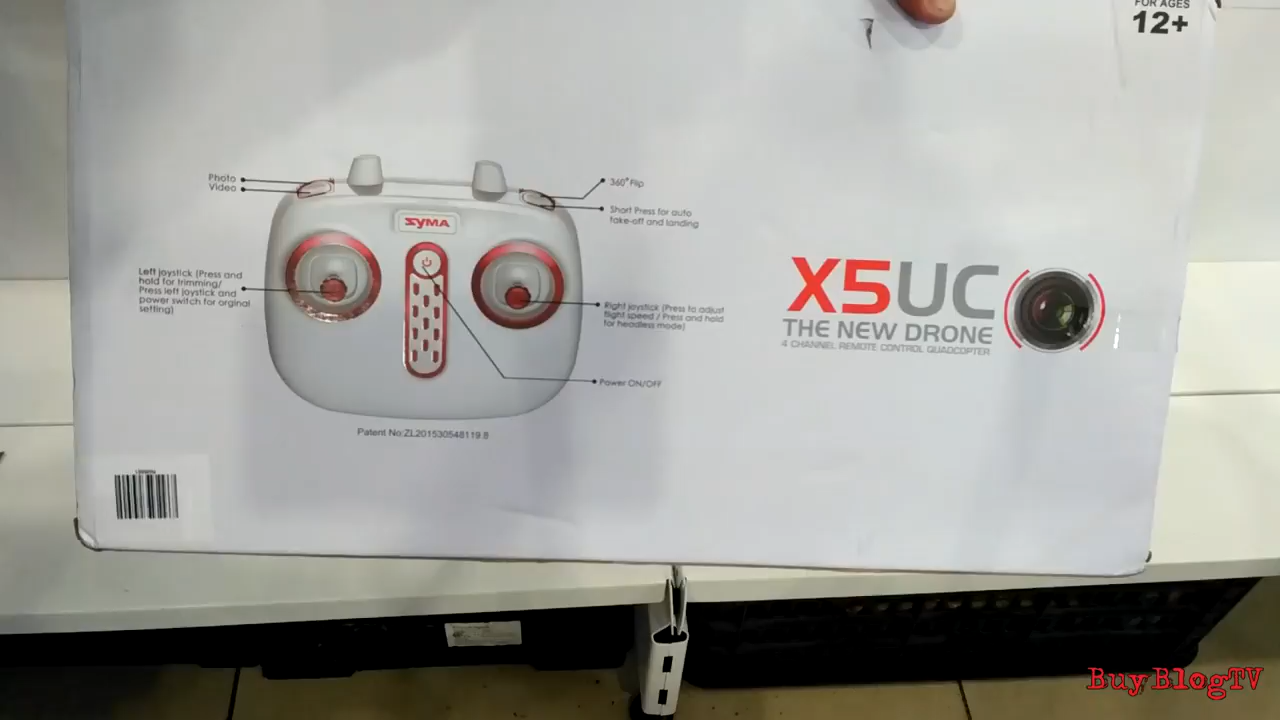 FOR AGES
12+
Photo
Video
360° Flip
Short Press for auto
take-off and landing
SYMA
Left joystick (Press and
hold for trimming/
Press left joystick and
power switch for orginal
setting)
Right joystick (Press to adjust
flight speed / Press and hold
for headless mode)
Power ON/OFF
Patent No:ZL201530548119.8
X5UC
THE NEW DRONE
4 CHANNEL REMOTE CONTROL QUADCOPTER
BuyBlogTV